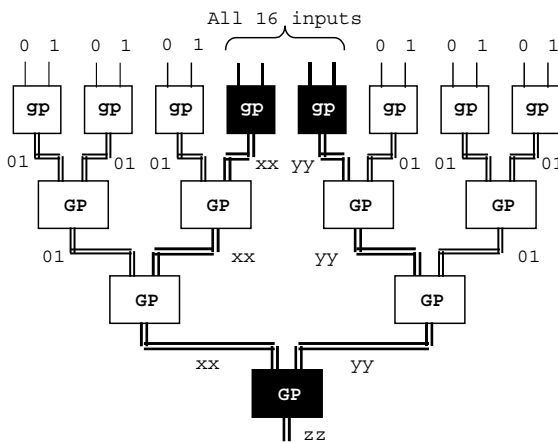 All 16 inputs
0 1 0 1 0 1 0 1 0 1 0 1
gp gp gp gp gp gp gp gp
01 01 01 xx yy 01 01 01
GP GP GP GP
01 xx yy 01
GP GP
xx yy
GP
zz